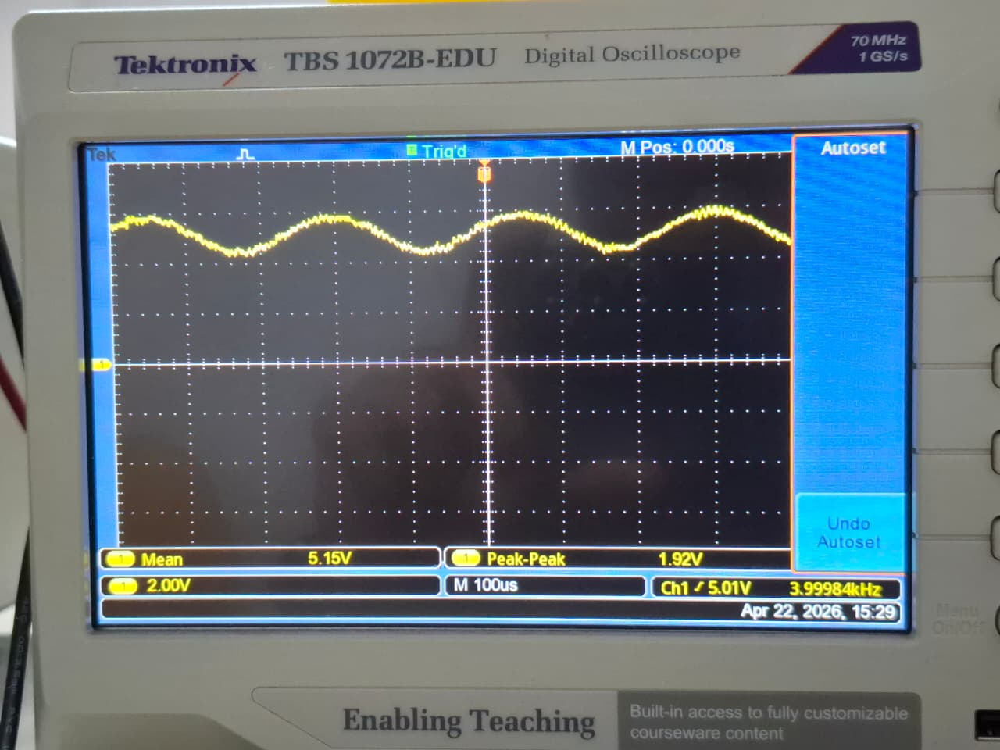 Tektronix TBS 1072B-EDU Digital Oscilloscope
70 MHz
1 GS/s
Tek Trig'd M Pos: 0.000s
Autoset
1
Undo
Autoset
1 Mean 5.15V
1 Peak-Peak 1.92V
1 2.00V
M 100us
Ch1 5.01V 3.99984kHz
Apr 22, 2026, 15:29
Menu
On/Off
Enabling Teaching
Built-in access to fully customizable
courseware content